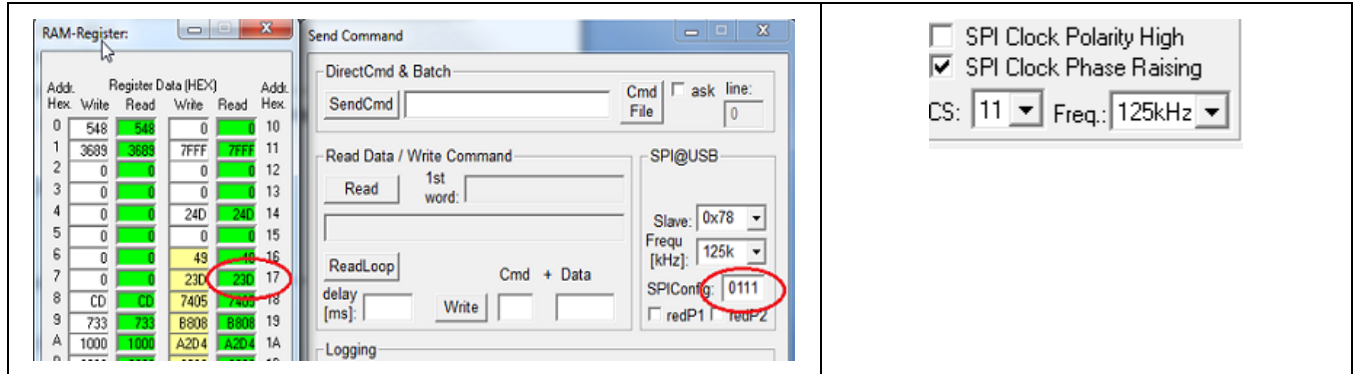 RAM-Register:
Addr. Register Data (HEX) Addr.
Hex. Write Read Write Read Hex.
0 548 548 0 0 10
1 3689 3689 7FFF 7FFF 11
2 0 0 0 0 12
3 0 0 0 0 13
4 0 0 24D 24D 14
5 0 0 0 0 15
6 0 0 49 49 16
7 0 0 23D 23D 17
8 CD CD 7405 7405 18
9 733 733 B808 B808 19
A 1000 1000 A2D4 A2D4 1A
Send Command
DirectCmd & Batch
SendCmd
Cmd File
ask
line:
0
Read Data / Write Command
Read
1st word:
ReadLoop
delay [ms]:
Write
Cmd + Data
SPI@USB
Slave: 0x78
Frequ [kHz]: 125k
SPIConfig: 0111
redP1 redP2
Logging
SPI Clock Polarity High
SPI Clock Phase Raising
CS: 11 Freq.: 125kHz